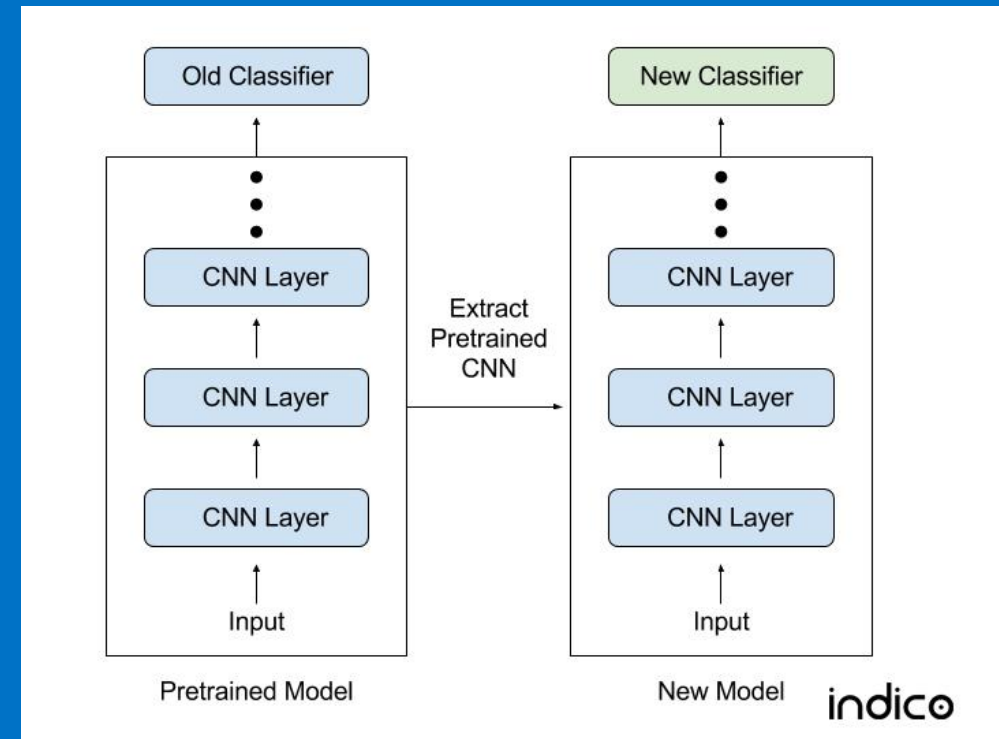 Old Classifier
New Classifier
CNN Layer
CNN Layer
Extract
Pretrained
CNN
CNN Layer
CNN Layer
CNN Layer
CNN Layer
Input
Input
Pretrained Model
New Model
indico